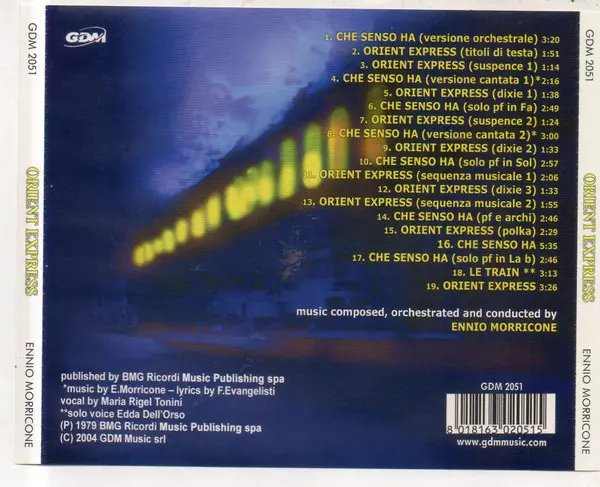 GDM 2051
ORIENT EXPRESS
ENNIO MORRICONE
GDM
1. CHE SENSO HA (versione orchestrale) 3:20
2. ORIENT EXPRESS (titoli di testa) 1:51
3. ORIENT EXPRESS (suspence 1) 1:14
4. CHE SENSO HA (versione cantata 1)*2:16
5. ORIENT EXPRESS (dixie 1) 1:38
6. CHE SENSO HA (solo pf in Fa) 2:49
7. ORIENT EXPRESS (suspence 2) 1:24
8. CHE SENSO HA (versione cantata 2)* 3:00
9. ORIENT EXPRESS (dixie 2) 1:33
10. CHE SENSO HA (solo pf in Sol) 2:57
11. ORIENT EXPRESS (sequenza musicale 1) 2:06
12. ORIENT EXPRESS (dixie 3) 1:33
13. ORIENT EXPRESS (sequenza musicale 2) 1:55
14. CHE SENSO HA (pf e archi) 2:46
15. ORIENT EXPRESS (polka) 2:29
16. CHE SENSO HA 5:35
17. CHE SENSO HA (solo pf in La b) 2:46
18. LE TRAIN ** 3:13
19. ORIENT EXPRESS 3:26
music composed, orchestrated and conducted by
ENNIO MORRICONE
published by BMG Ricordi Music Publishing spa
*music by E.Morricone – lyrics by F.Evangelisti
vocal by Maria Rigel Tonini
**solo voice Edda Dell'Orso
(P) 1979 BMG Ricordi Music Publishing spa
(C) 2004 GDM Music srl
GDM 2051
8 018163 020515
www.gdmmusic.com
GDM 2051
ORIENT EXPRESS
ENNIO MORRICONE